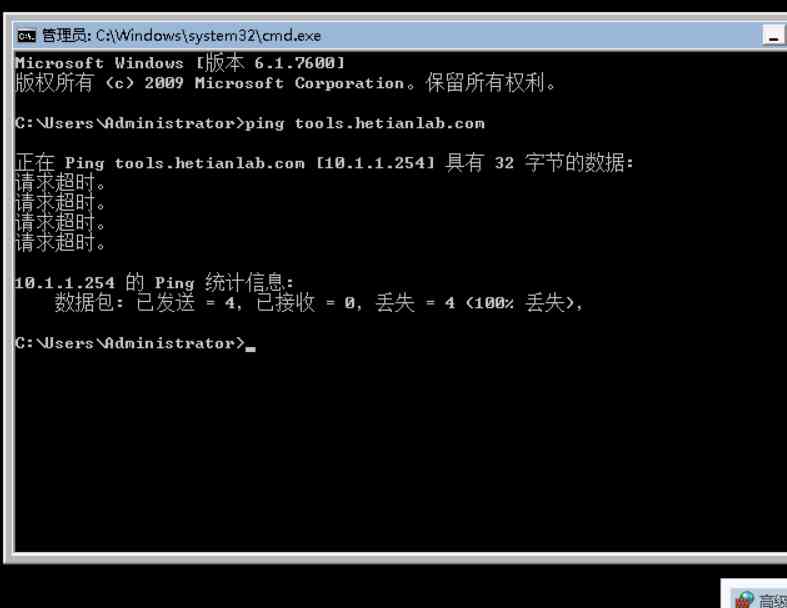 管理员: C:\Windows\system32\cmd.exe
Microsoft Windows [版本 6.1.7600]
版权所有 (c) 2009 Microsoft Corporation。保留所有权利。
C:\Users\Administrator>ping tools.hetianlab.com
正在 Ping tools.hetianlab.com [10.1.1.254] 具有 32 字节的数据:
请求超时。
请求超时。
请求超时。
请求超时。
10.1.1.254 的 Ping 统计信息:
数据包: 已发送 = 4, 已接收 = 0, 丢失 = 4 (100% 丢失),
C:\Users\Administrator>_
高级